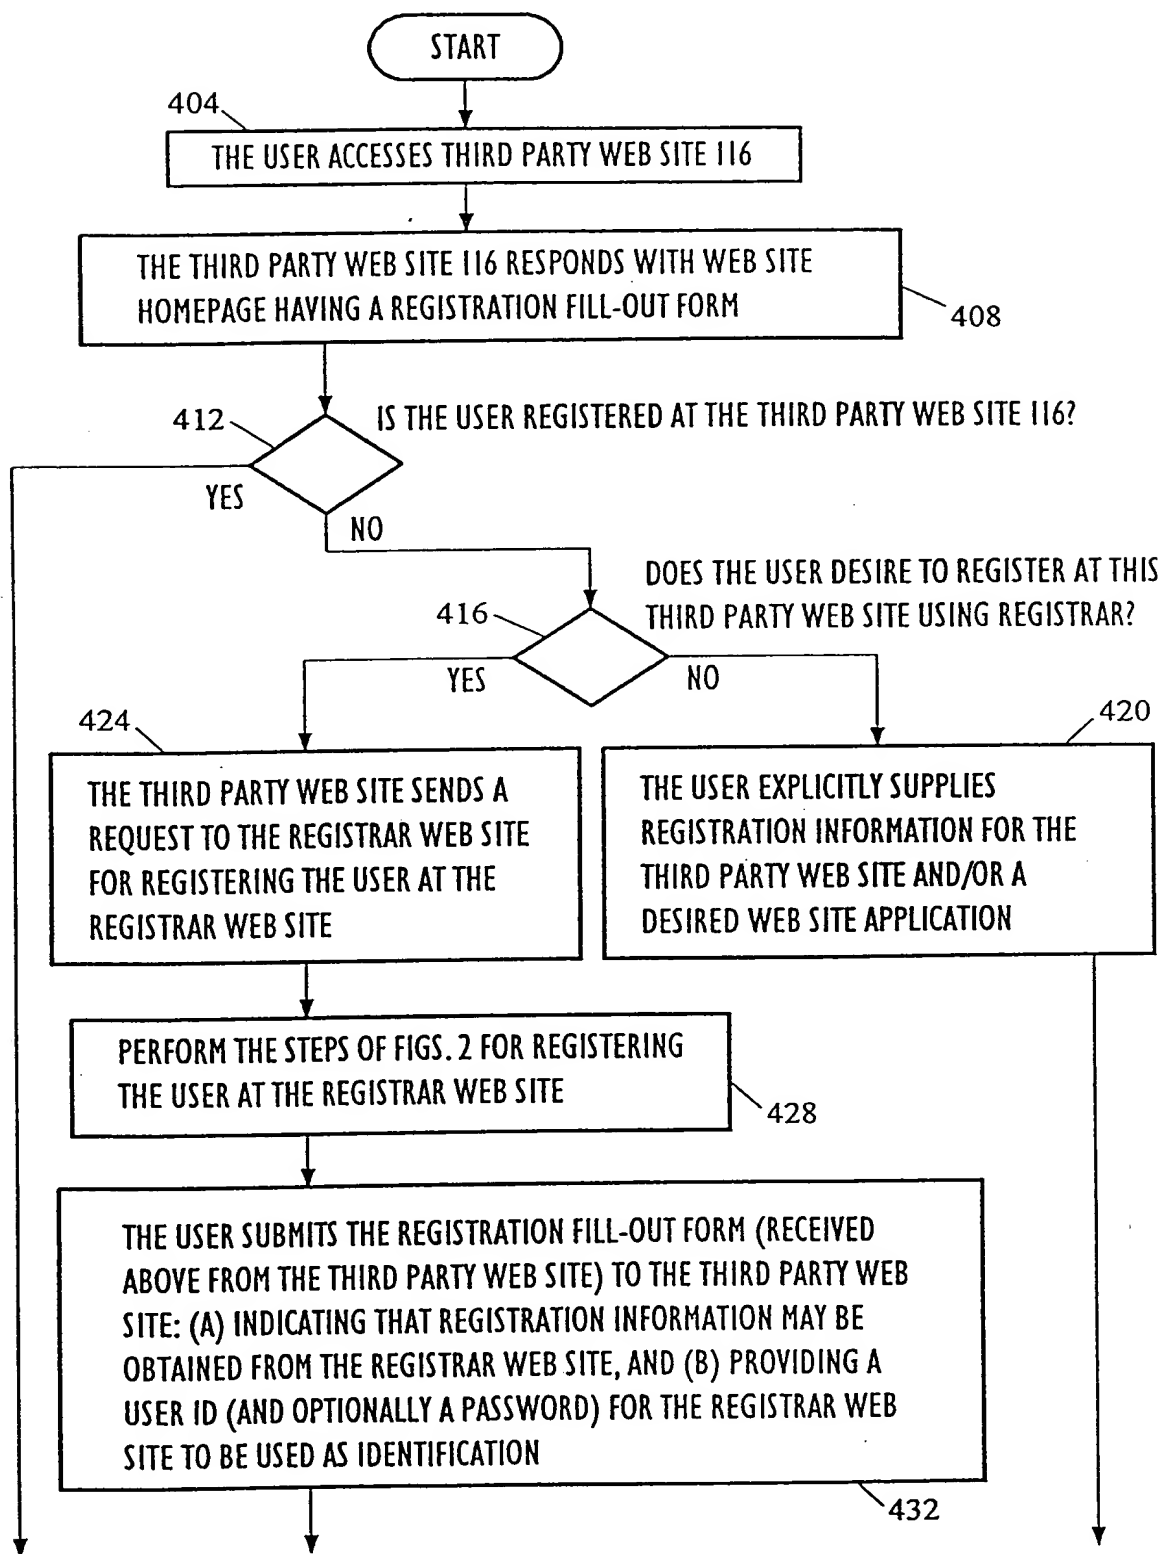 START
404
THE USER ACCESSES THIRD PARTY WEB SITE 116
THE THIRD PARTY WEB SITE 116 RESPONDS WITH WEB SITE
HOMEPAGE HAVING A REGISTRATION FILL-OUT FORM
408
412
IS THE USER REGISTERED AT THE THIRD PARTY WEB SITE 116?
YES
NO
DOES THE USER DESIRE TO REGISTER AT THIS
THIRD PARTY WEB SITE USING REGISTRAR?
416
YES
NO
424
THE THIRD PARTY WEB SITE SENDS A
REQUEST TO THE REGISTRAR WEB SITE
FOR REGISTERING THE USER AT THE
REGISTRAR WEB SITE
420
THE USER EXPLICITLY SUPPLIES
REGISTRATION INFORMATION FOR THE
THIRD PARTY WEB SITE AND/OR A
DESIRED WEB SITE APPLICATION
PERFORM THE STEPS OF FIGS. 2 FOR REGISTERING
THE USER AT THE REGISTRAR WEB SITE
428
THE USER SUBMITS THE REGISTRATION FILL-OUT FORM (RECEIVED
ABOVE FROM THE THIRD PARTY WEB SITE) TO THE THIRD PARTY WEB
SITE: (A) INDICATING THAT REGISTRATION INFORMATION MAY BE
OBTAINED FROM THE REGISTRAR WEB SITE, AND (B) PROVIDING A
USER ID (AND OPTIONALLY A PASSWORD) FOR THE REGISTRAR WEB
SITE TO BE USED AS IDENTIFICATION
432